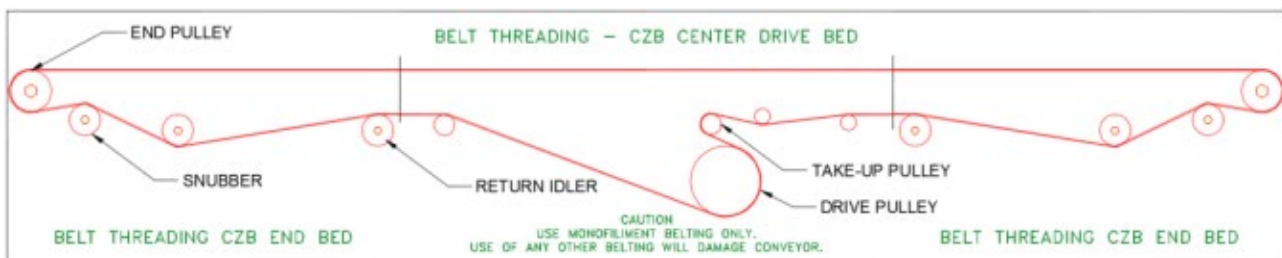 END PULLEY
BELT THREADING - CZB CENTER DRIVE BED
SNUBBER
RETURN IDLER
TAKE-UP PULLEY
DRIVE PULLEY
BELT THREADING CZB END BED
CAUTION
USE MONOFILIMENT BELTING ONLY.
USE OF ANY OTHER BELTING WILL DAMAGE CONVEYOR.
BELT THREADING CZB END BED